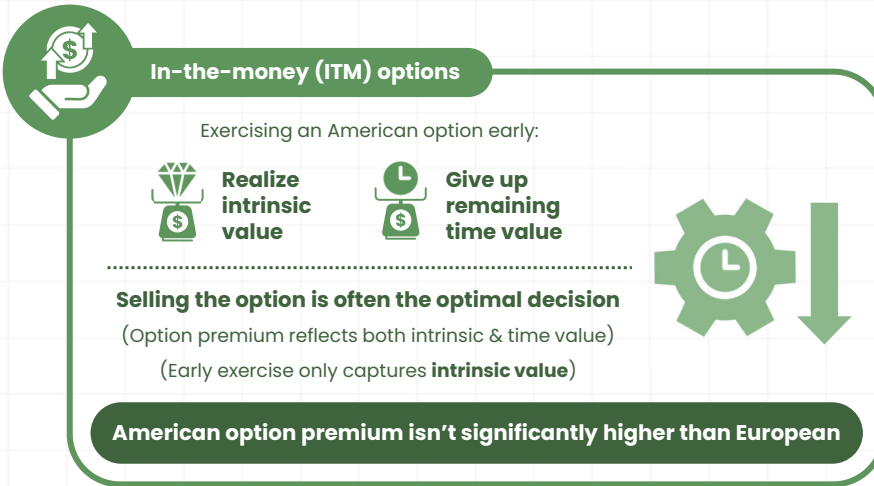 In-the-money (ITM) options
Exercising an American option early:
Realize
intrinsic
value
Give up
remaining
time value
$
$
$
Selling the option is often the optimal decision
(Option premium reflects both intrinsic & time value)
(Early exercise only captures intrinsic value)
American option premium isn't significantly higher than European